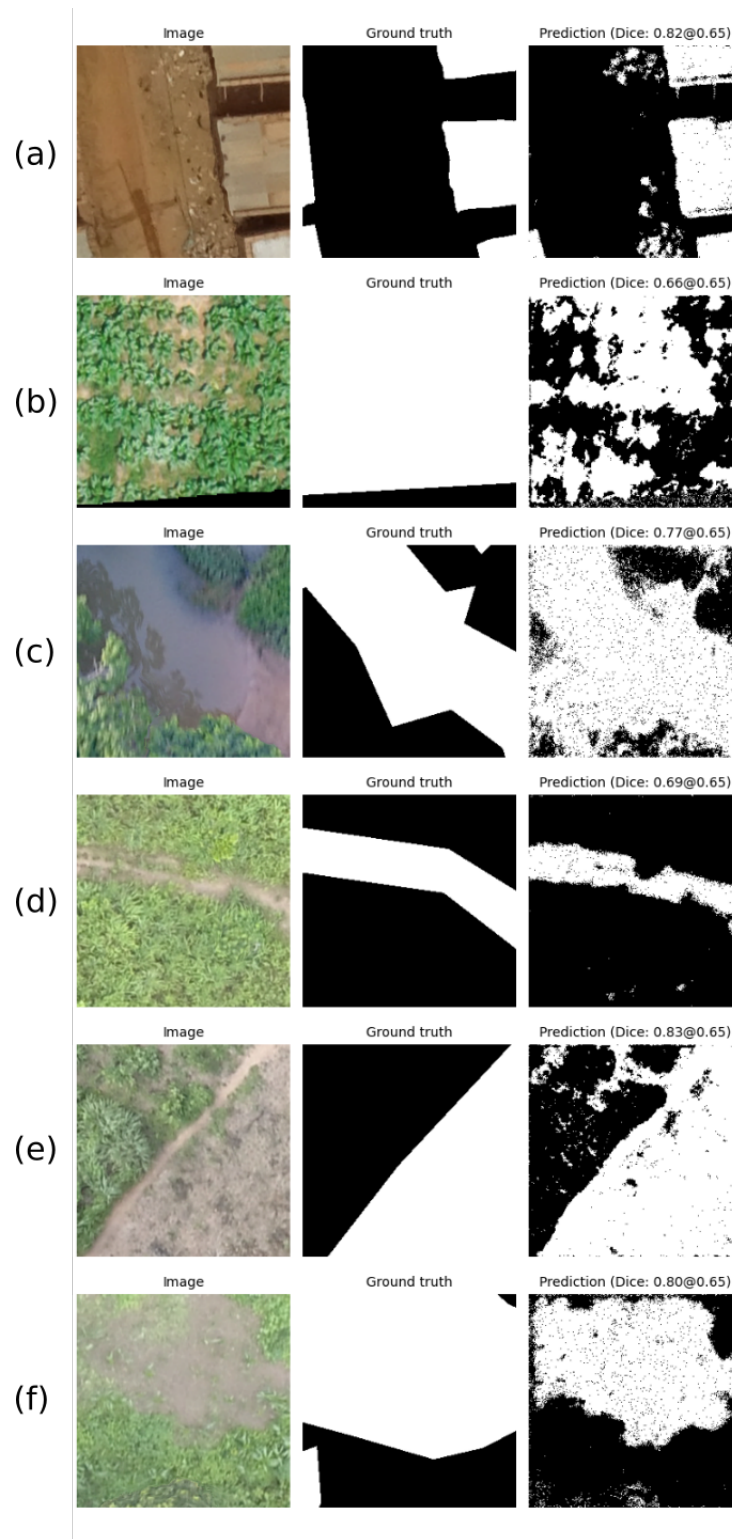 Image Ground truth Prediction (Dice: 0.82@0.65)
(a)
Image Ground truth Prediction (Dice: 0.66@0.65)
(b)
Image Ground truth Prediction (Dice: 0.77@0.65)
(c)
Image Ground truth Prediction (Dice: 0.69@0.65)
(d)
Image Ground truth Prediction (Dice: 0.83@0.65)
(e)
Image Ground truth Prediction (Dice: 0.80@0.65)
(f)